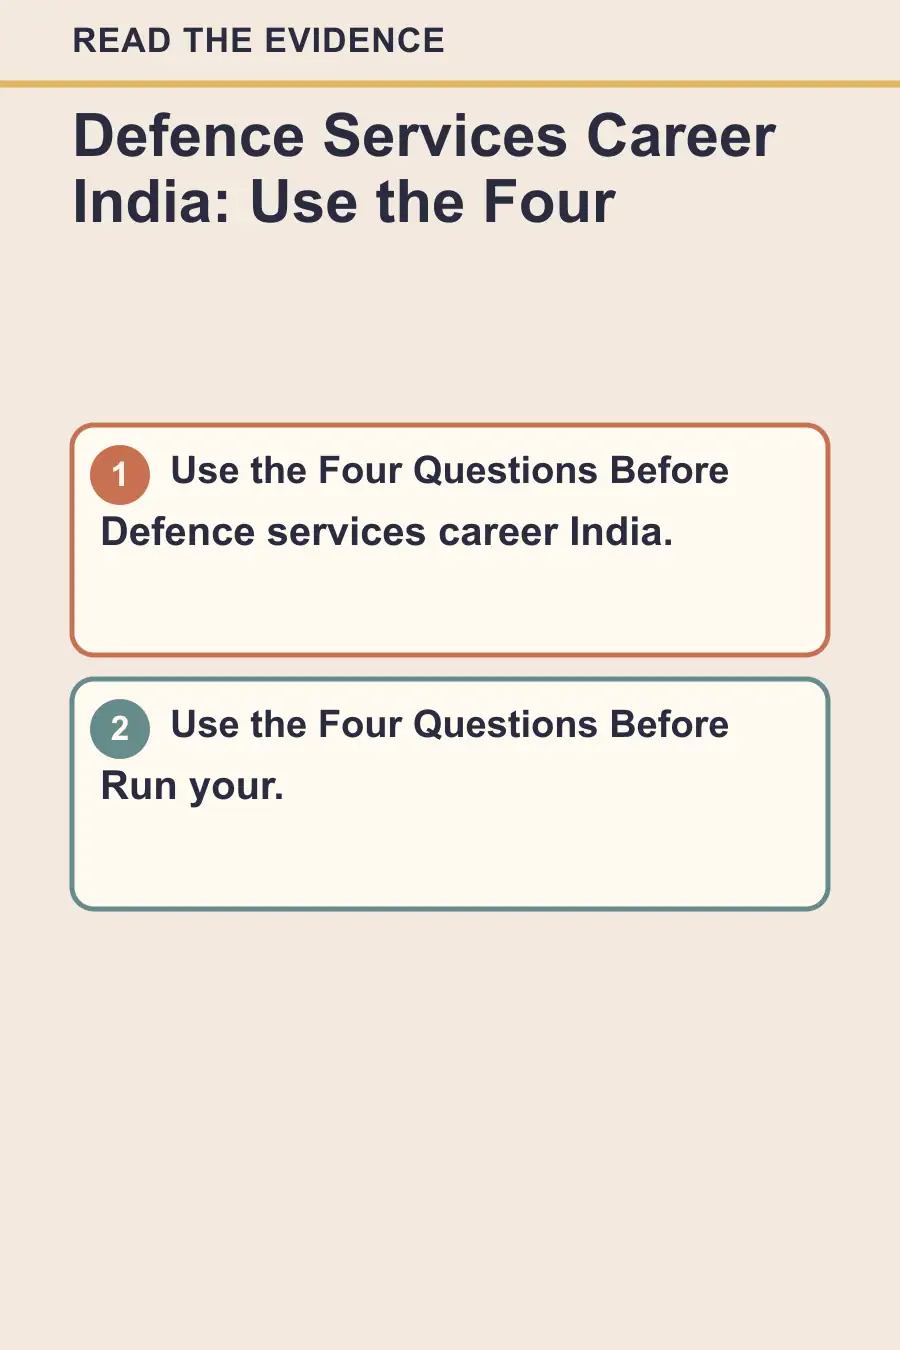 READ THE EVIDENCE
Defence Services Career
India: Use the Four
1 Use the Four Questions Before
Defence services career India.
2 Use the Four Questions Before
Run your.